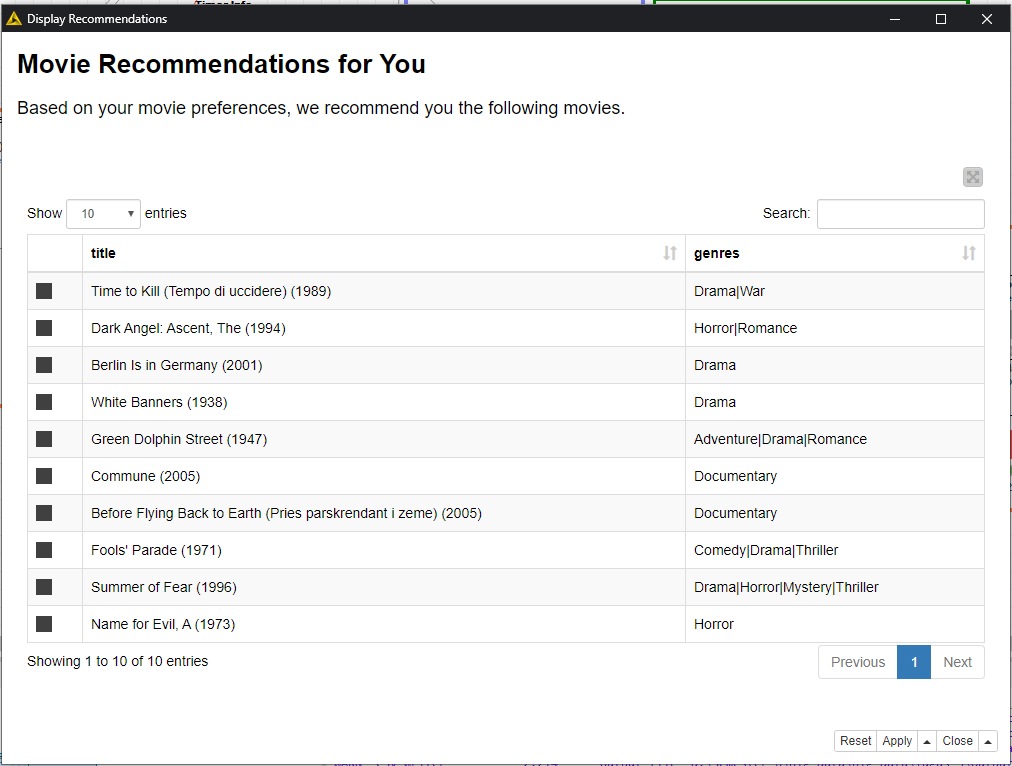 Display Recommendations
Movie Recommendations for You
Based on your movie preferences, we recommend you the following movies.
Show 10 entries Search:
title genres
Time to Kill (Tempo di uccidere) (1989) Drama|War
Dark Angel: Ascent, The (1994) Horror|Romance
Berlin Is in Germany (2001) Drama
White Banners (1938) Drama
Green Dolphin Street (1947) Adventure|Drama|Romance
Commune (2005) Documentary
Before Flying Back to Earth (Pries parskrendant i zeme) (2005) Documentary
Fools' Parade (1971) Comedy|Drama|Thriller
Summer of Fear (1996) Drama|Horror|Mystery|Thriller
Name for Evil, A (1973) Horror
Showing 1 to 10 of 10 entries Previous 1 Next
Reset Apply Close